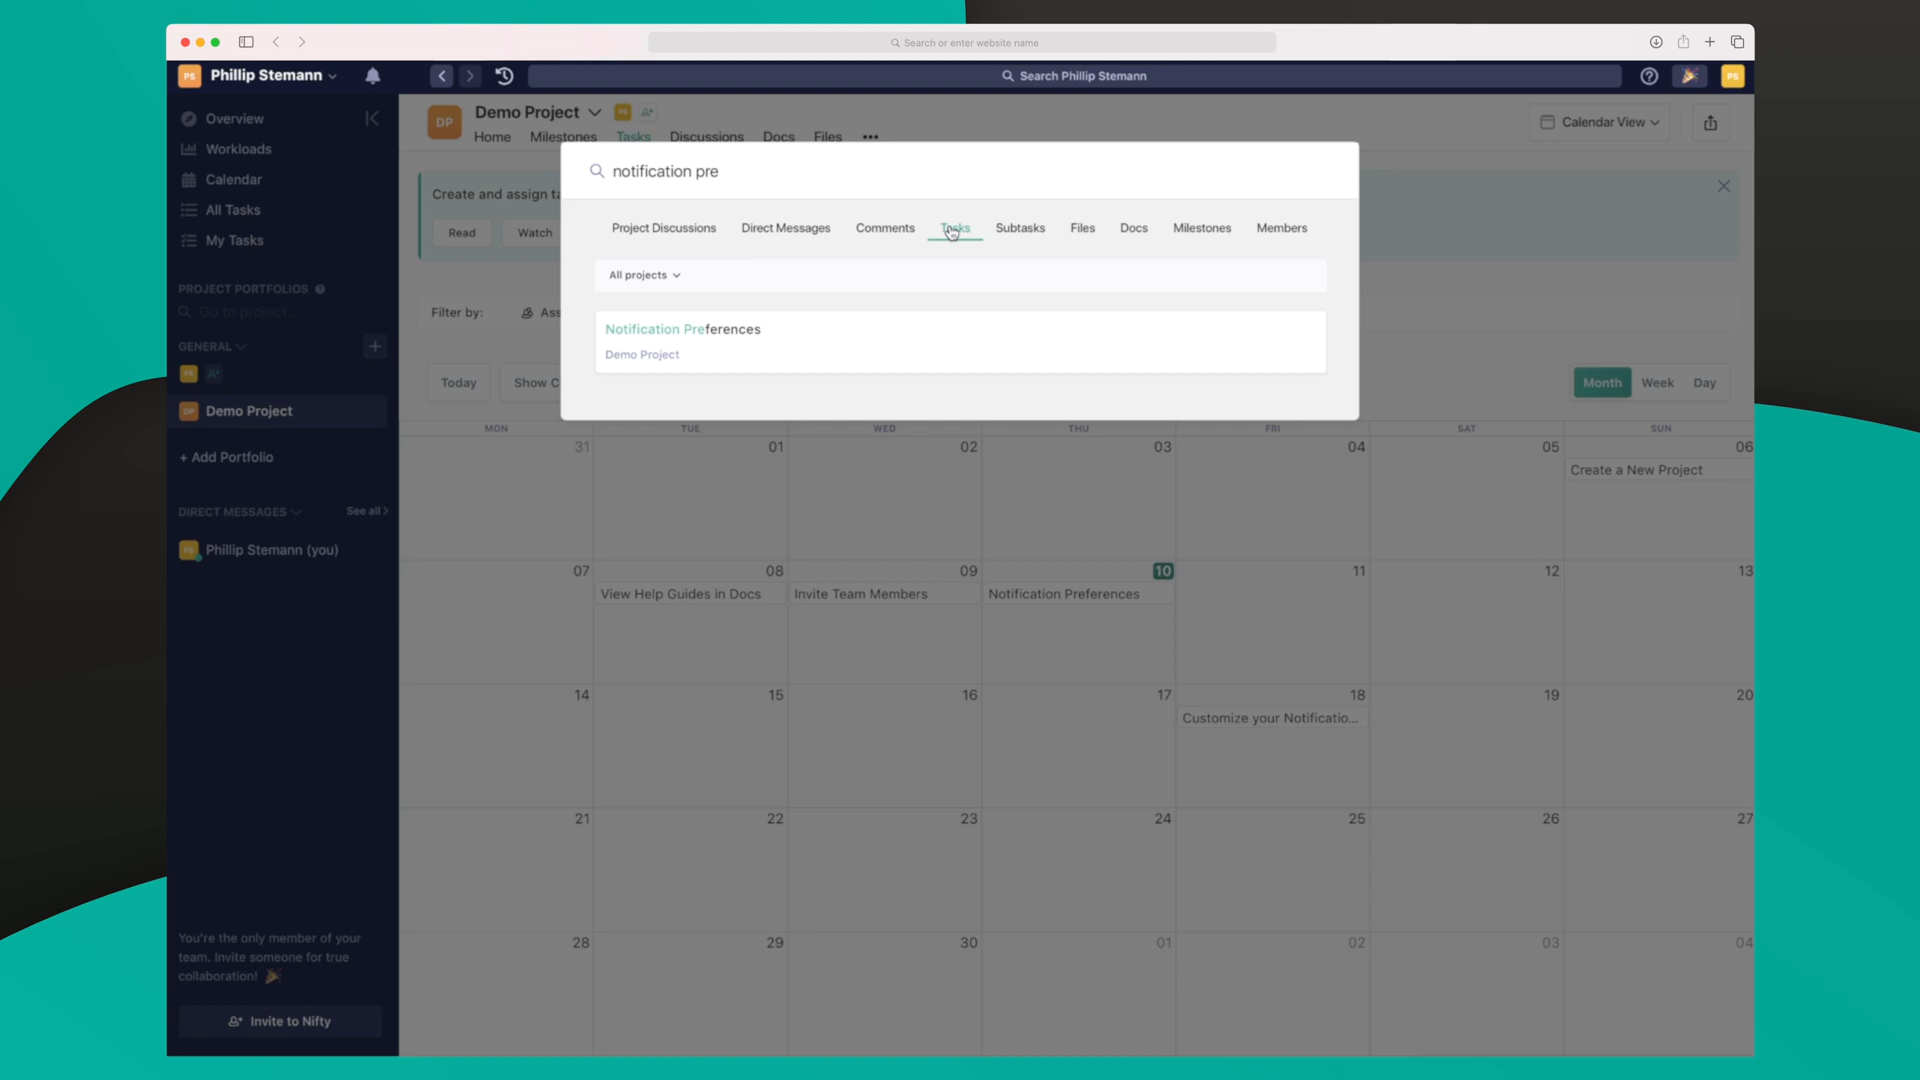 Search or enter website name
PS Phillip Stemann
Search Phillip Stemann
PS
Overview
Workloads
Calendar
All Tasks
My Tasks
PROJECT PORTFOLIOS
Go to project...
GENERAL
PS
DP Demo Project
+ Add Portfolio
DIRECT MESSAGES See all
PS Phillip Stemann (you)
You're the only member of your
team. Invite someone for true
collaboration!
Invite to Nifty
DP
Demo Project PS
Home Milestones Tasks Discussions Docs Files •••
Calendar View
Create and assign ta
Read Watch
Filter by: Ass
Today Show C
Month Week Day
notification pre
Project Discussions Direct Messages Comments Tasks Subtasks Files Docs Milestones Members
All projects
Notification Preferences
Demo Project
MON TUE WED THU FRI SAT SUN
31 01 02 03 04 05 06
Create a New Project
07 08 09 10 11 12 13
View Help Guides in Docs Invite Team Members Notification Preferences
14 15 16 17 18 19 20
Customize your Notificatio...
21 22 23 24 25 26 27
28 29 30 01 02 03 04